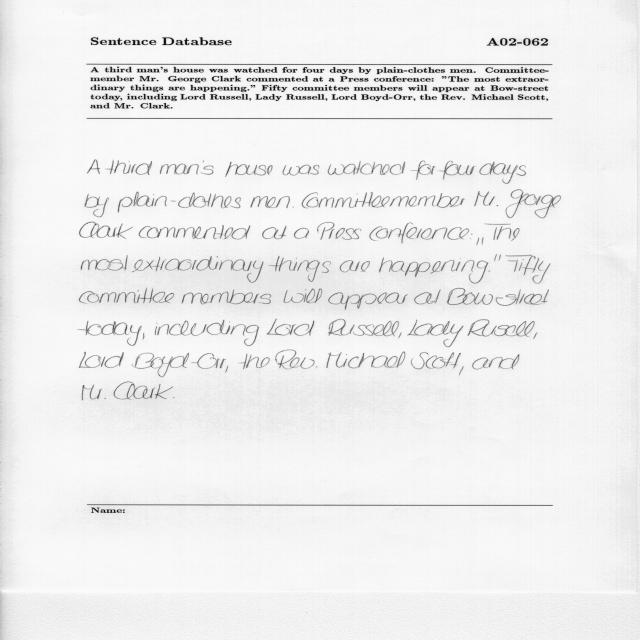 Sentence Database A02-062
A third man's house was watched for four days by plain-clothes men. Committee-
member Mr. George Clark commented at a Press conference: "The most extraor-
dinary things are happening." Fifty committee members will appear at Bow-street
today, including Lord Russell, Lady Russell, Lord Boyd-Orr, the Rev. Michael Scott,
and Mr. Clark.
A third man's house was watched for four days
by plain-clothes men. Committeemember Mr. George
Clark commented at a Press conference: „The
most extraordinary things are happening." Fifty
committee members will appear at Bow-street
today, including Lord Russell, Lady Rusell,
Lord Boyd-Orr, the Rev. Michael Scott, and
Mr. Clark.
Name: